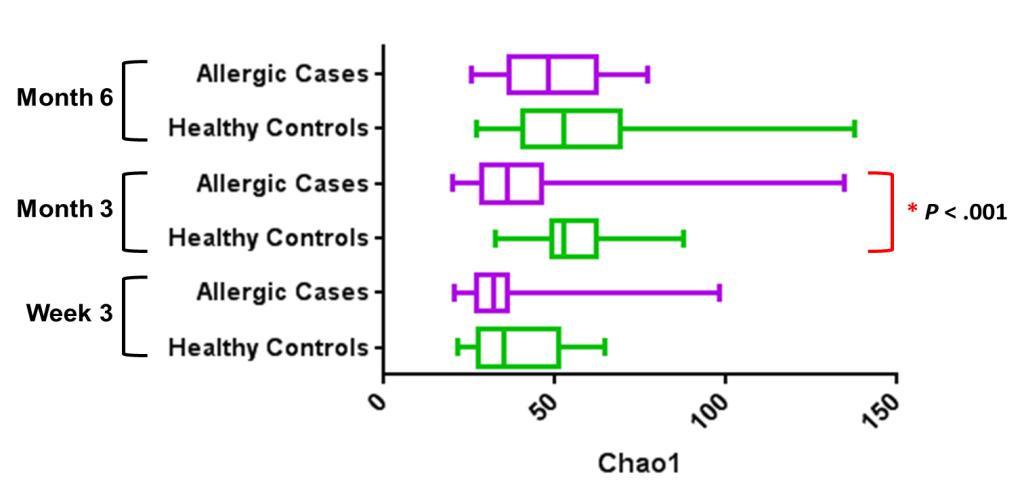 Month 6
Allergic Cases
Healthy Controls
Month 3
Allergic Cases
Healthy Controls
* P < .001
Week 3
Allergic Cases
Healthy Controls
0 50 100 150
Chao1